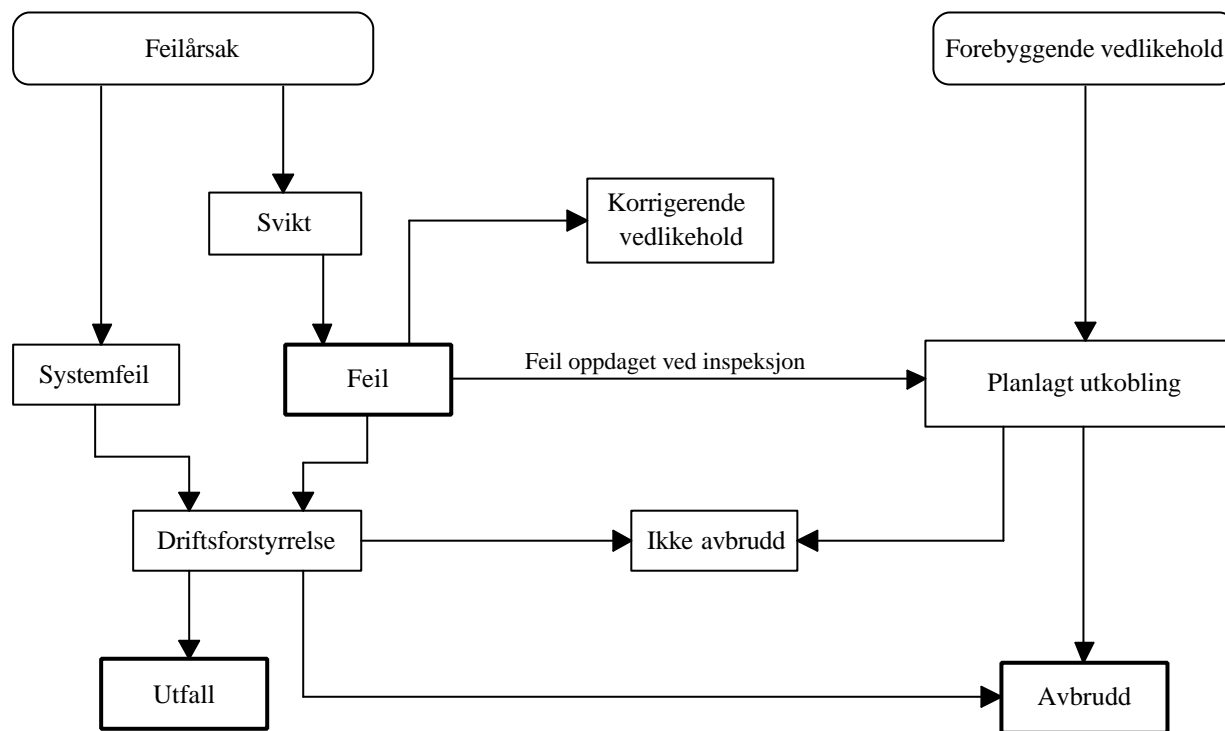 Feilårsak
Forebyggende vedlikehold
Svikt
Korrigerende
vedlikehold
Systemfeil
Feil
Feil oppdaget ved inspeksjon
Planlagt utkobling
Driftsforstyrrelse
Ikke avbrudd
Utfall
Avbrudd